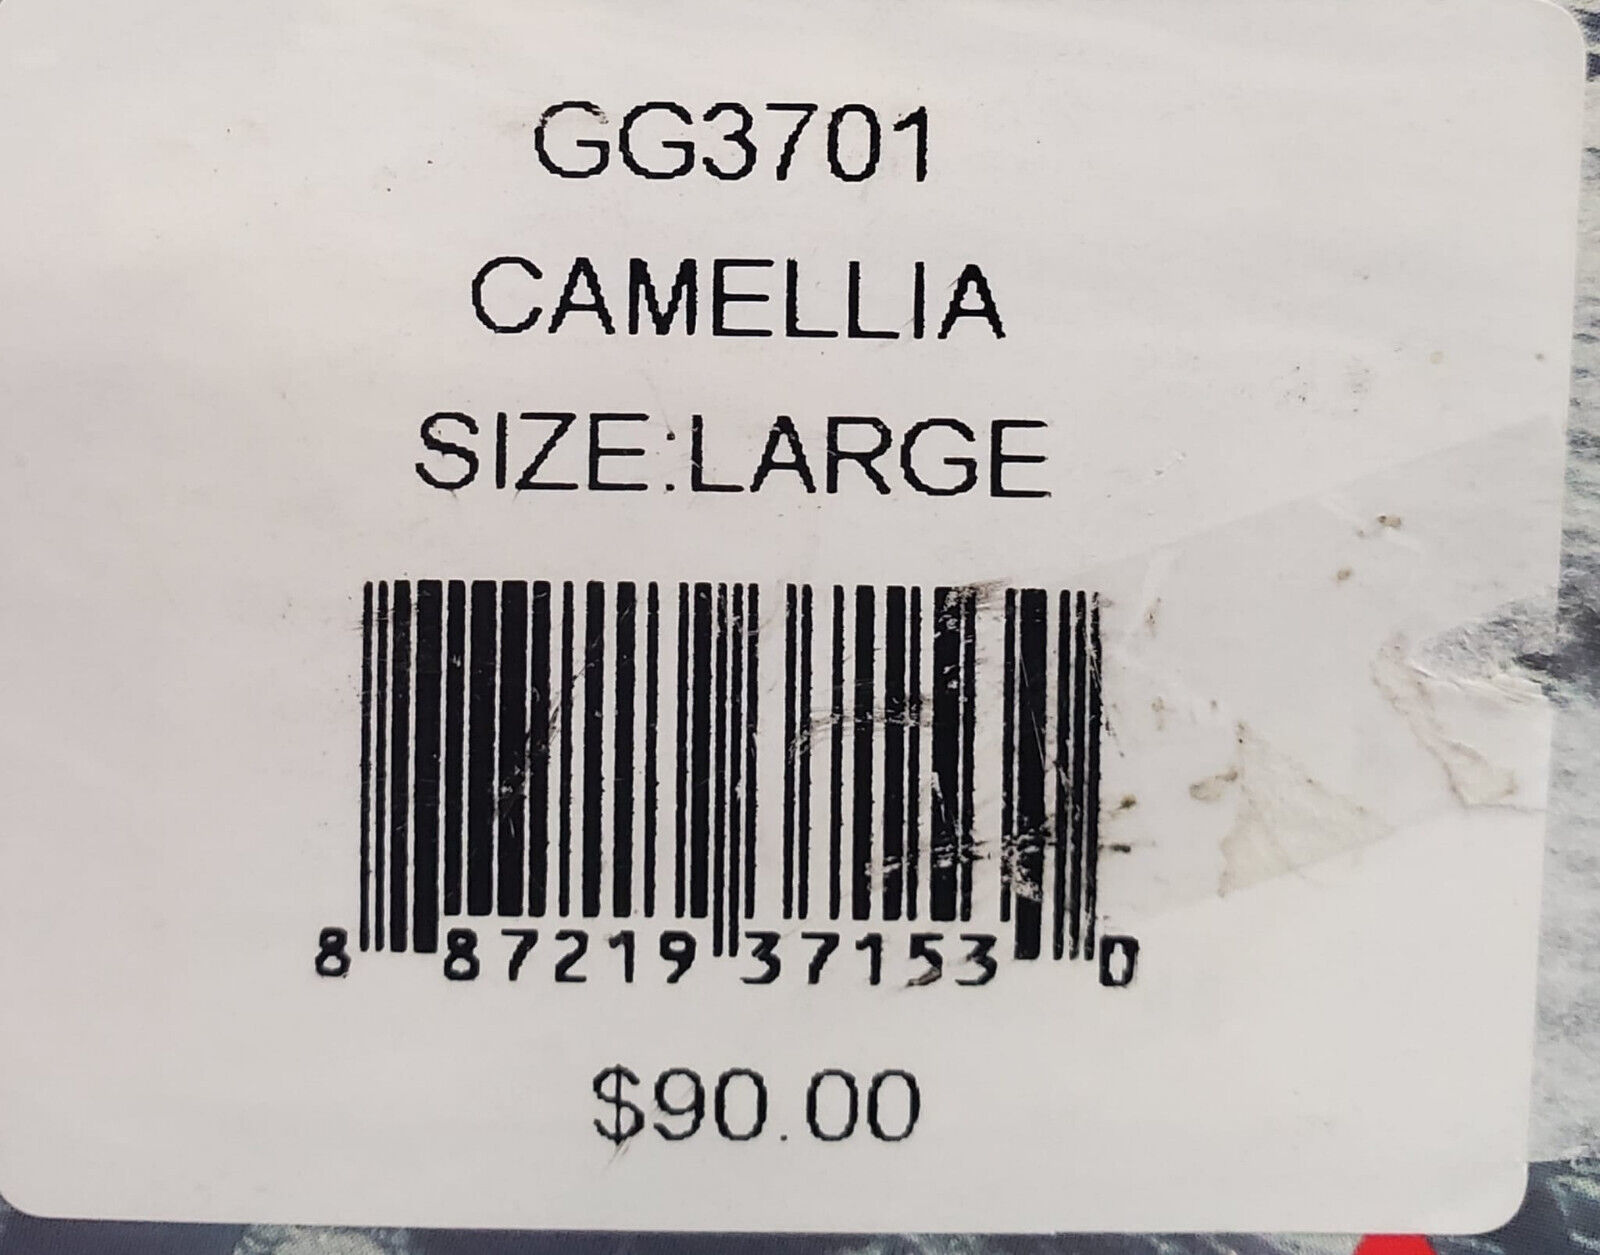 GG3701
CAMELLIA
SIZE:LARGE
8 87219 37153 0
$90.00